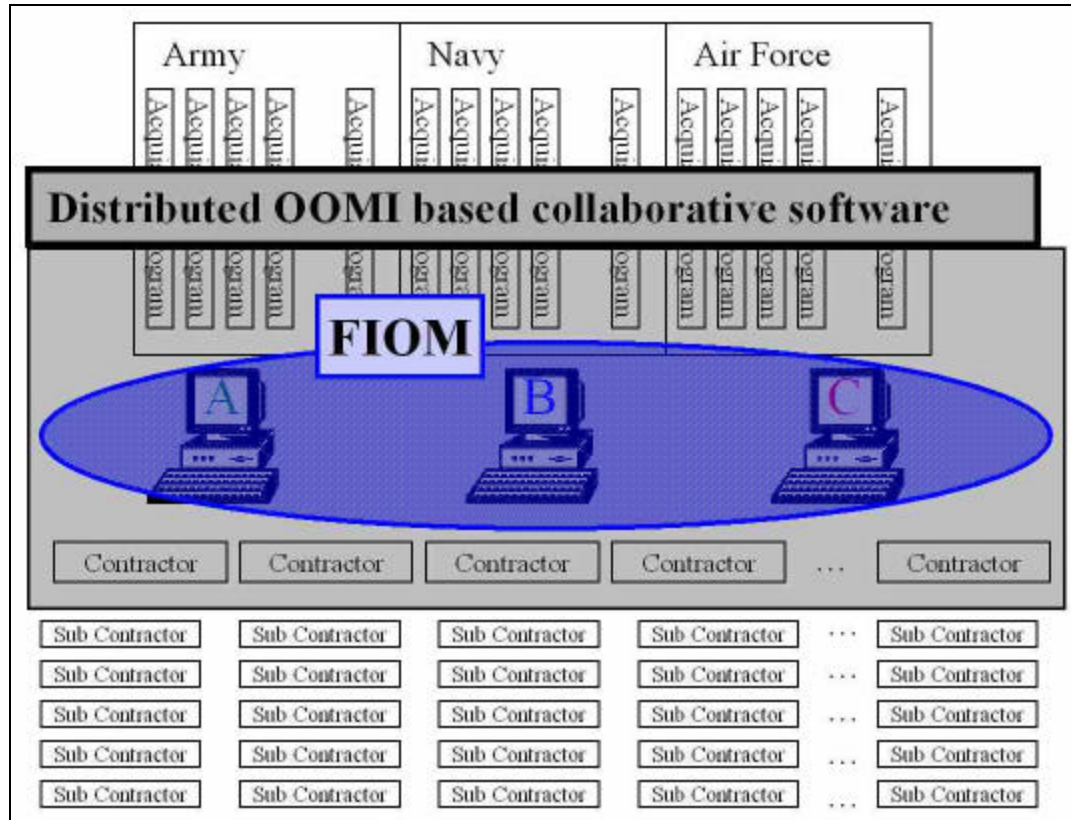 Army Navy Air Force
Distributed OOMI based collaborative software
FIOM
A B C
Contractor Contractor Contractor Contractor ... Contractor
Sub Contractor Sub Contractor Sub Contractor Sub Contractor ... Sub Contractor
Sub Contractor Sub Contractor Sub Contractor Sub Contractor ... Sub Contractor
Sub Contractor Sub Contractor Sub Contractor Sub Contractor ... Sub Contractor
Sub Contractor Sub Contractor Sub Contractor Sub Contractor ... Sub Contractor
Sub Contractor Sub Contractor Sub Contractor Sub Contractor ... Sub Contractor